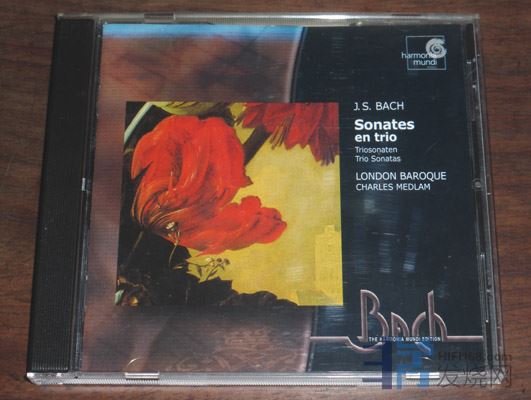 harmonia
mundi
J.S. BACH
Sonates
en trio
Triosonaten
Trio Sonatas
LONDON BAROQUE
CHARLES MEDLAM
Bach
THE HARMONIA MUNDI EDITION
HIFI168.com
发烧网